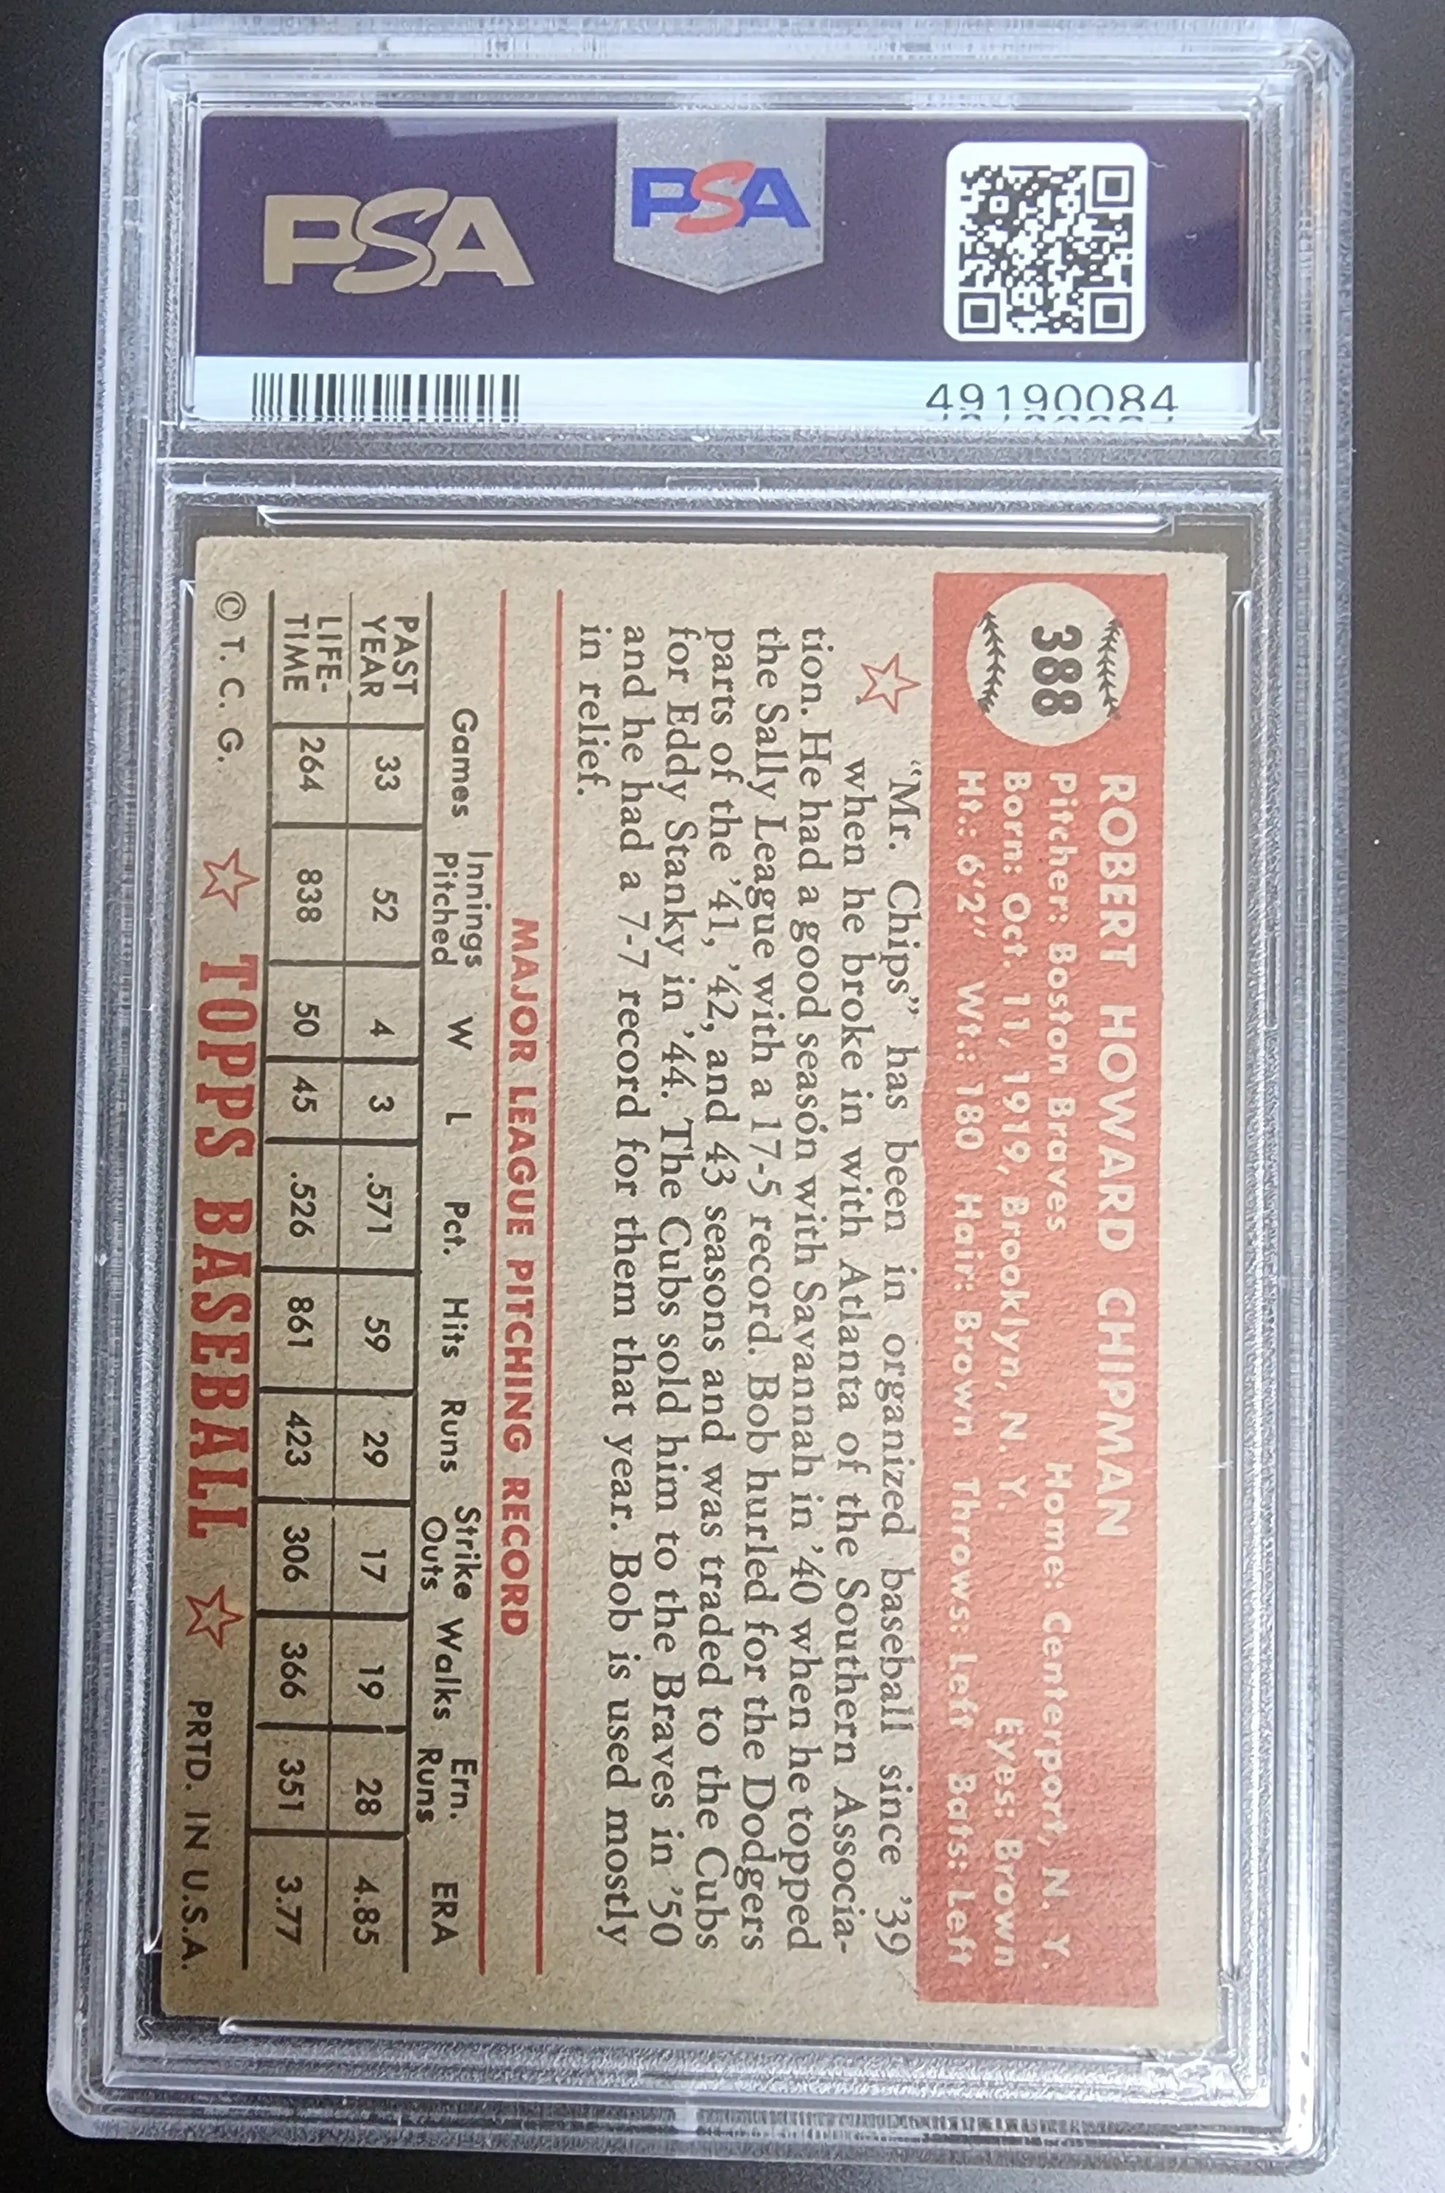 PSA
PSA
49190084
388
ROBERT HOWARD CHIPMAN
Pitcher: Boston Braves Home: Centerport, N. Y.
Born: Oct. 11, 1919, Brooklyn, N. Y. Eyes: Brown
Ht.: 6'2" Wt.: 180 Hair: Brown Throws: Left Bats: Left
"Mr. Chips" has been in organized baseball since '39
when he broke in with Atlanta of the Southern Associa-
tion. He had a good season with Savannah in '40 when he topped
the Sally League with a 17-5 record. Bob hurled for the Dodgers
parts of the '41, '42, and 43 seasons and was traded to the Cubs
for Eddy Stanky in '44. The Cubs sold him to the Braves in '50
and he had a 7-7 record for them that year. Bob is used mostly
in relief.
MAJOR LEAGUE PITCHING RECORD
Games Innings Pitched W L Pct. Hits Runs Strike Outs Walks Ern. Runs ERA
PAST YEAR 33 52 4 3 .571 59 29 17 19 28 4.85
LIFE-TIME 264 838 50 45 .526 861 423 306 366 351 3.77
© T. C. G. TOPPS BASEBALL PRTD. IN U.S.A.